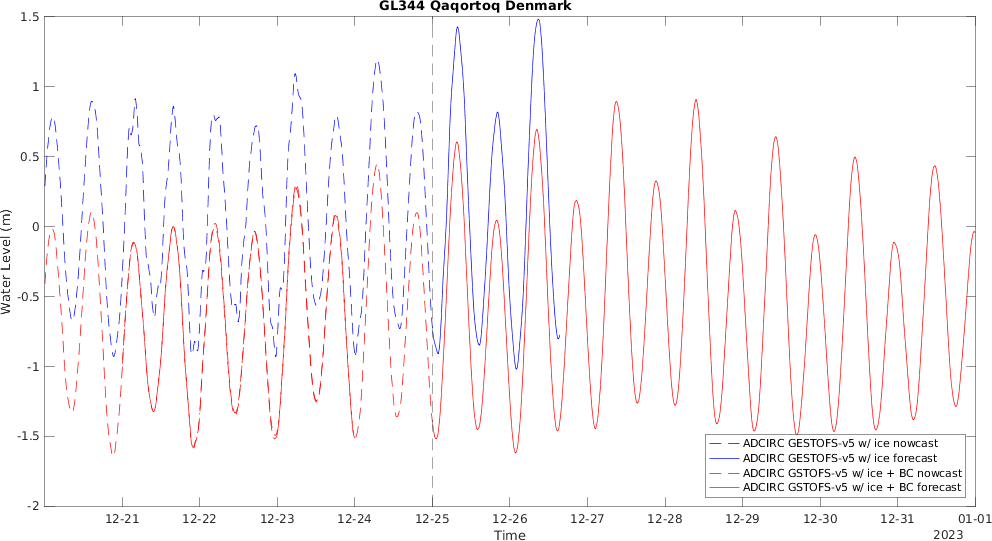 GL344 Qaqortoq Denmark
1.5
1
0.5
0
-0.5
-1
-1.5
-2
Water Level (m)
ADCIRC GESTOFS-v5 w/ ice nowcast
ADCIRC GESTOFS-v5 w/ ice forecast
ADCIRC GSTOFS-v5 w/ ice + BC nowcast
ADCIRC GSTOFS-v5 w/ ice + BC forecast
12-21 12-22 12-23 12-24 12-25 12-26 12-27 12-28 12-29 12-30 12-31 01-01
Time
2023